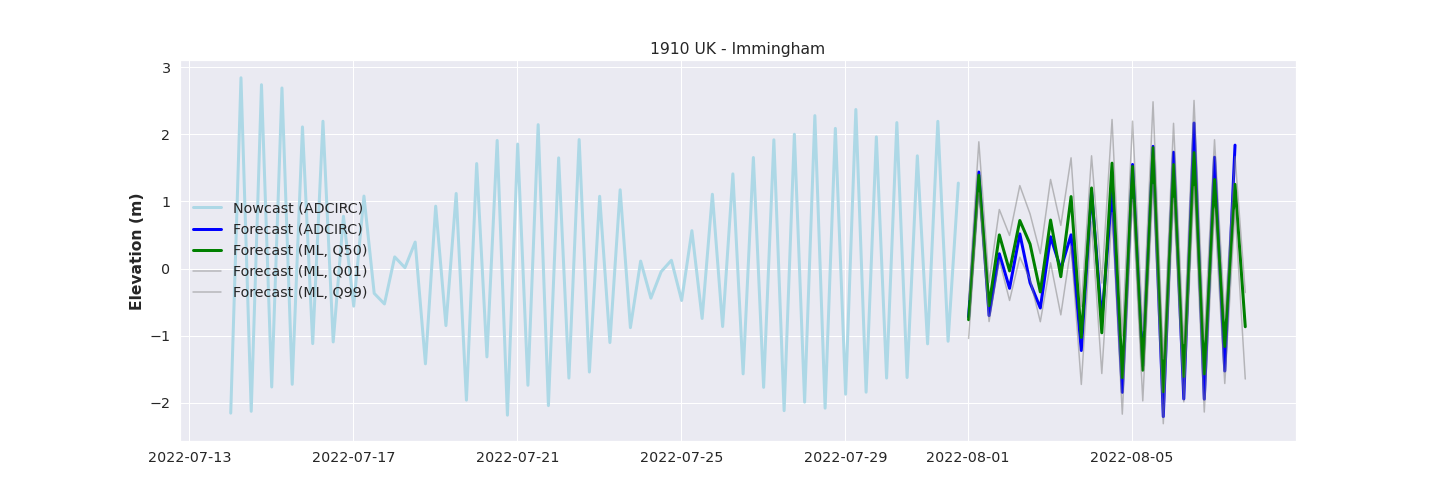 1910 UK - Immingham
Elevation (m)
3
2
1
0
−1
−2
Nowcast (ADCIRC)
Forecast (ADCIRC)
Forecast (ML, Q50)
Forecast (ML, Q01)
Forecast (ML, Q99)
2022-07-13 2022-07-17 2022-07-21 2022-07-25 2022-07-29 2022-08-01 2022-08-05